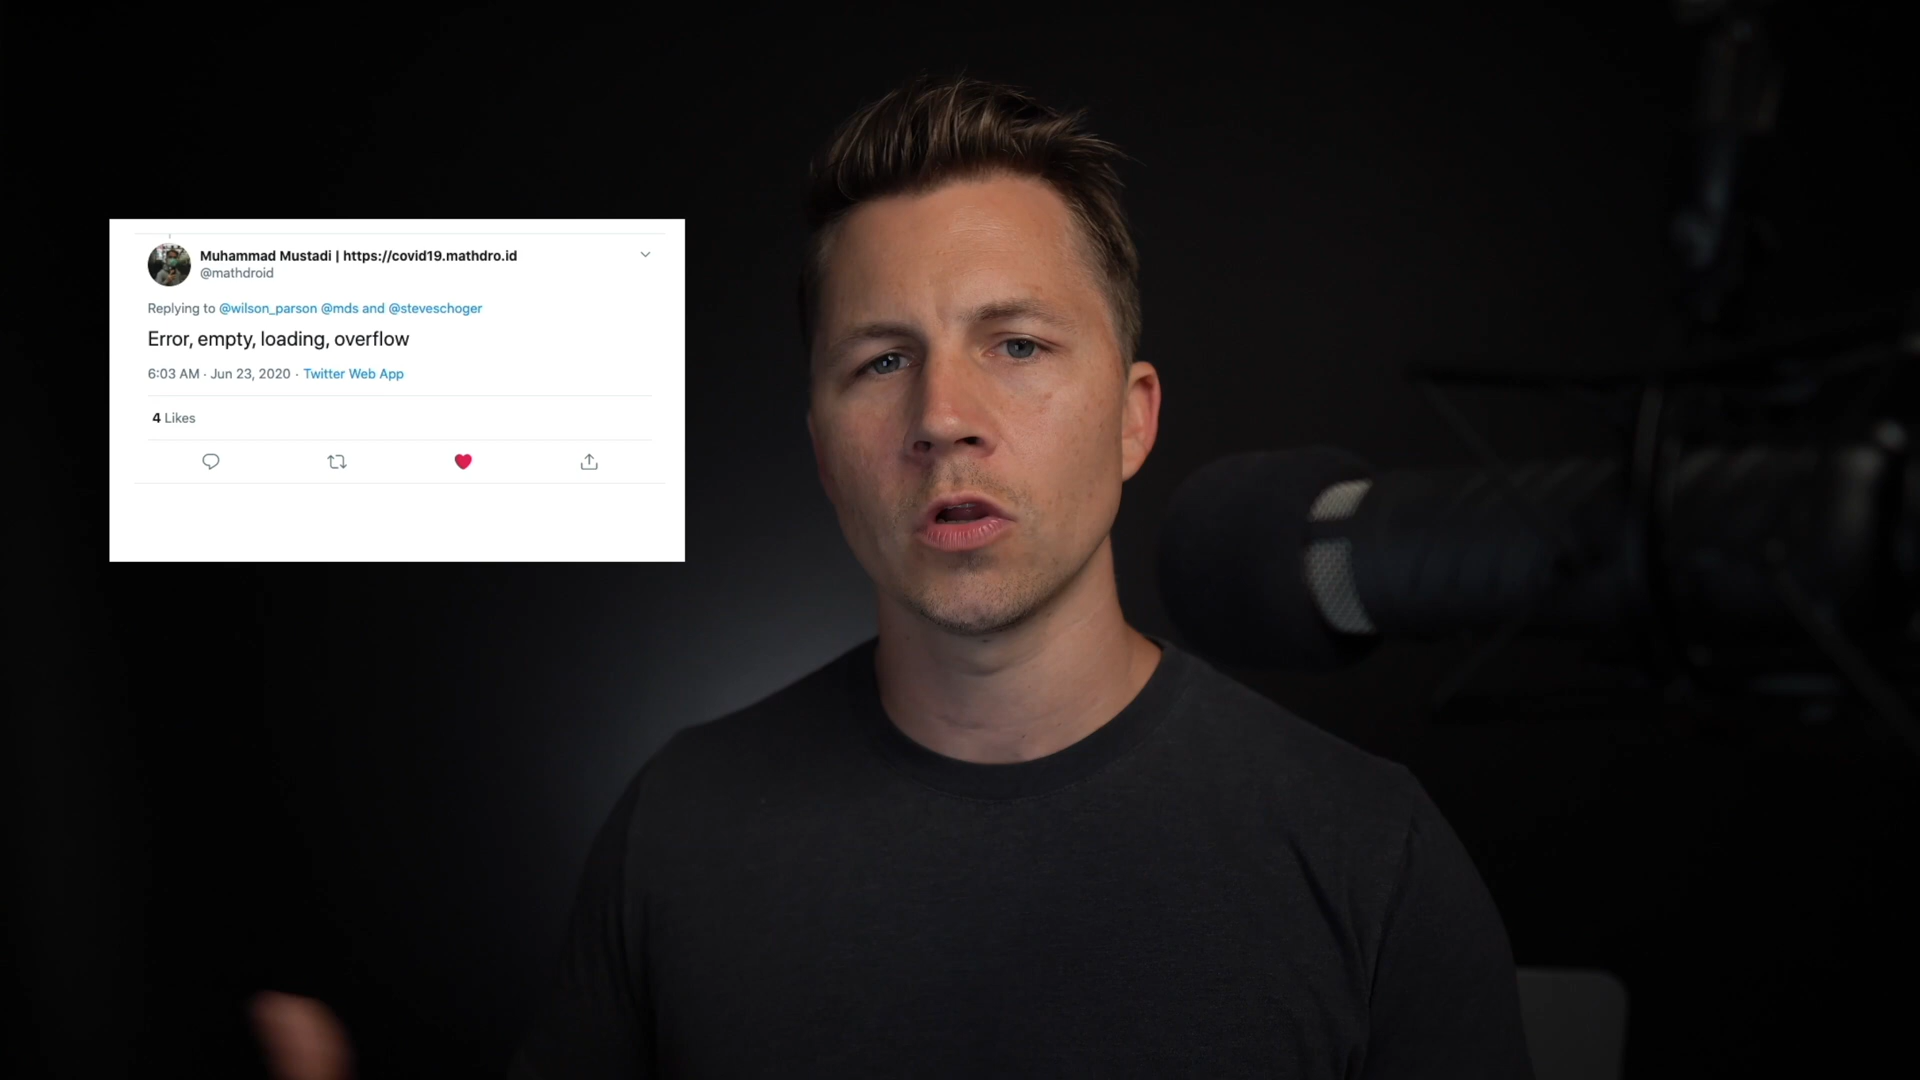 Muhammad Mustadi | https://covid19.mathdro.id
@mathdroid
Replying to @wilson_parson @mds and @steveschoger
Error, empty, loading, overflow
6:03 AM · Jun 23, 2020 · Twitter Web App
4 Likes